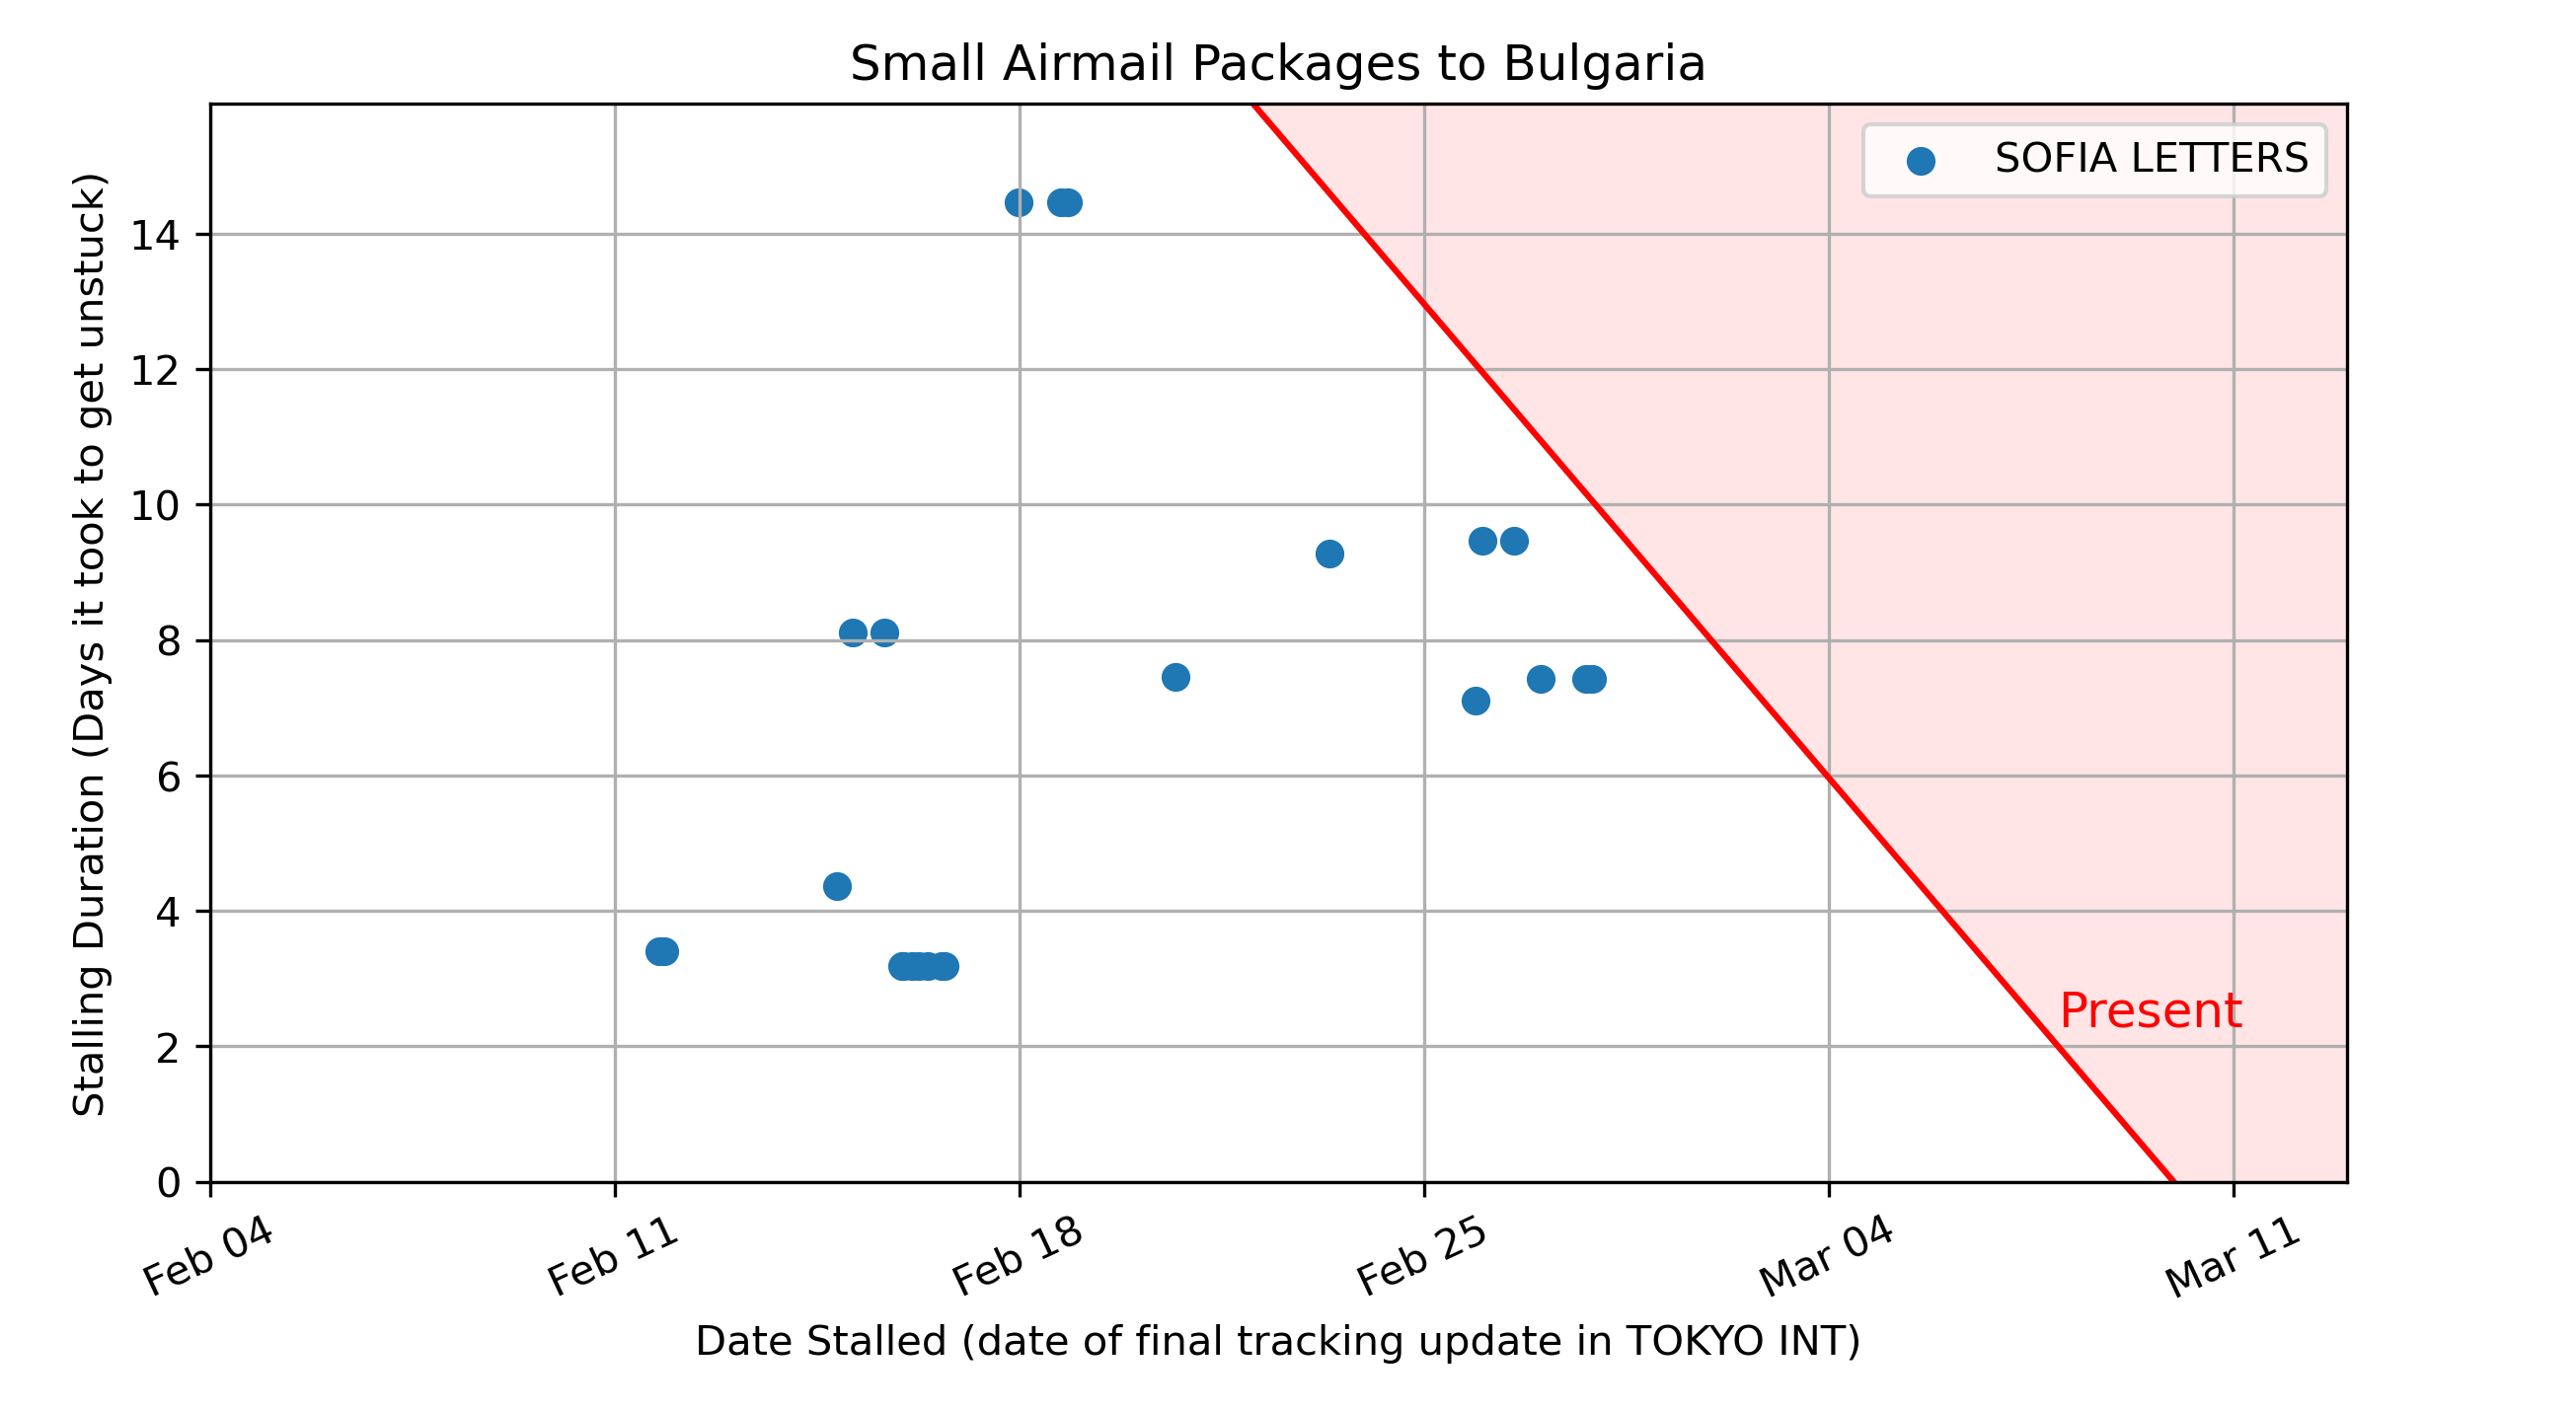 Small Airmail Packages to Bulgaria
SOFIA LETTERS
Stalling Duration (Days it took to get unstuck)
14
12
10
8
6
4
2
0
Present
Feb 04
Feb 11
Feb 18
Feb 25
Mar 04
Mar 11
Date Stalled (date of final tracking update in TOKYO INT)